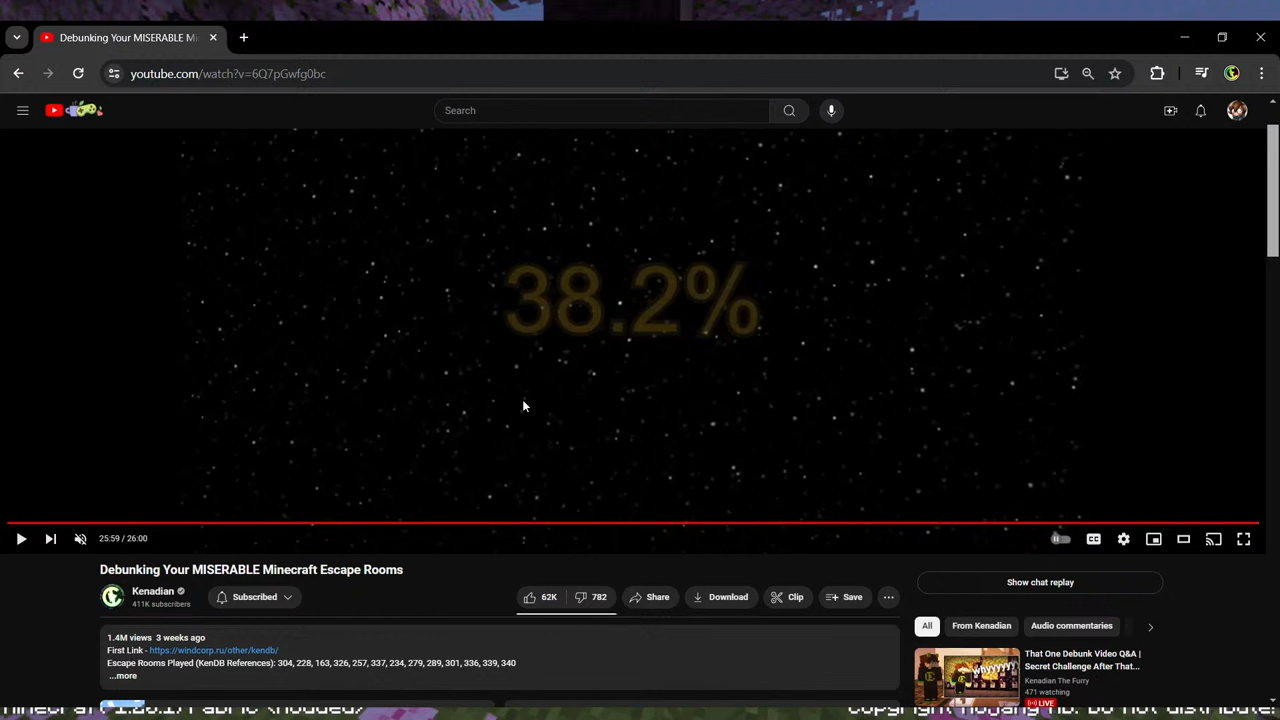 Debunking Your MISERABLE Mi
youtube.com/watch?v=6Q7pGwfg0bc
Search
38.2%
25:59 / 26:00
CC
Debunking Your MISERABLE Minecraft Escape Rooms
Kenadian
411K subscribers
Subscribed
62K
782
Share
Download
Clip
Save
Show chat replay
All
From Kenadian
Audio commentaries
1.4M views 3 weeks ago
First Link - https://windcorp.ru/other/kendb/
Escape Rooms Played (KenDB References): 304, 228, 163, 326, 257, 337, 234, 279, 289, 301, 336, 339, 340
...more
whyyyyyy
That One Debunk Video Q&A |
Secret Challenge After That...
Kenadian The Furry
471 watching
LIVE